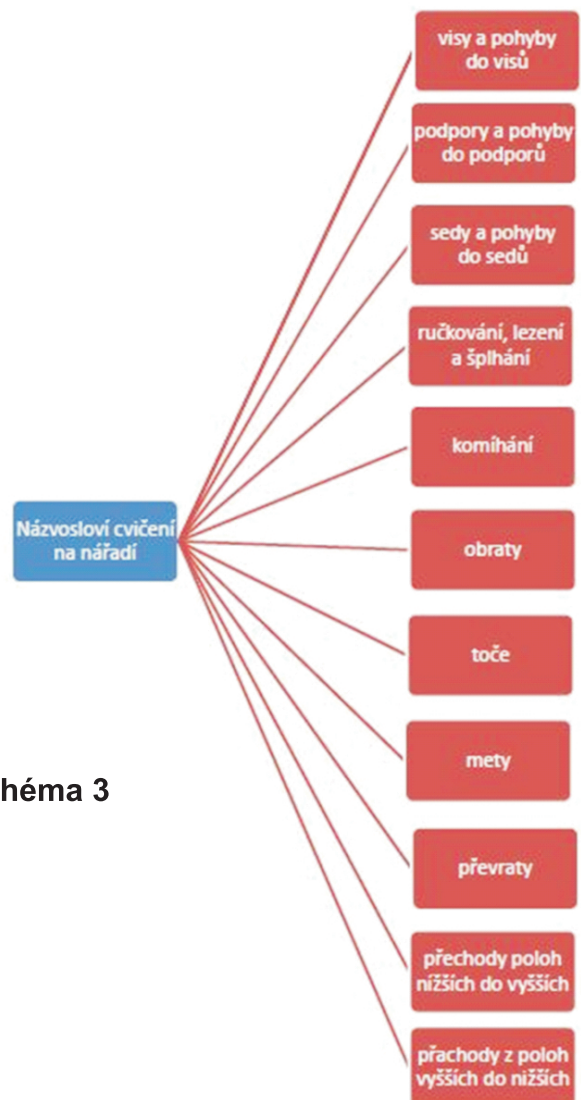 visy a pohyby
do visů
podpory a pohyby
do podporů
sedy a pohyby
do sedů
ručkování, lezení
a šplhání
komíhání
Názvosloví cvičení
na nářadí
obraty
toče
mety
héma 3
převraty
přechody poloh
nížších do vyšších
přachody z poloh
vyšších do nižších